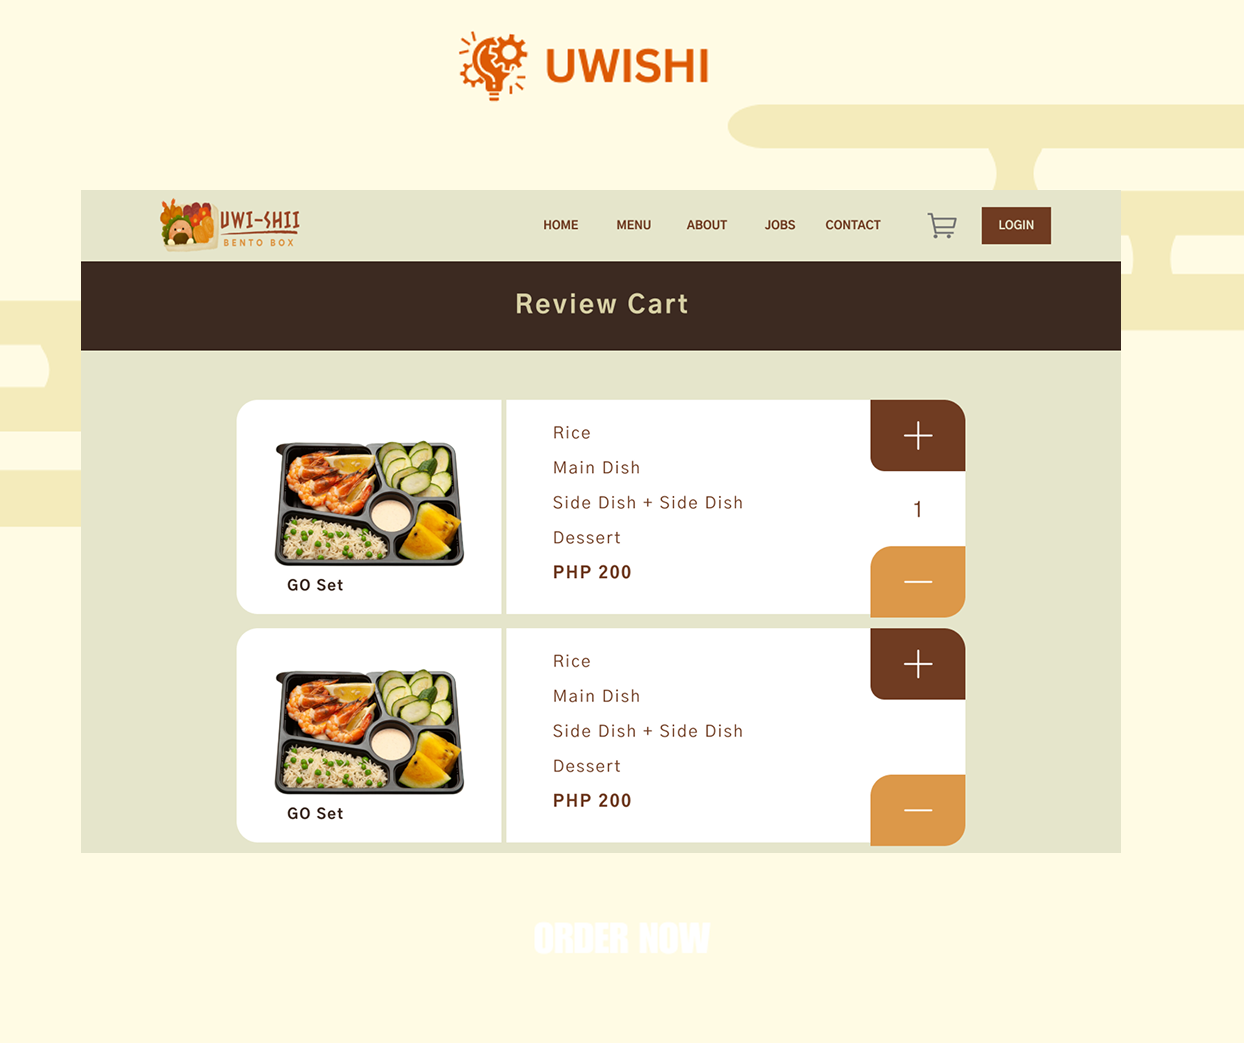 UWISHI
UWI-SHII
BENTO BOX
HOME MENU ABOUT JOBS CONTACT LOGIN
Review Cart
Rice
Main Dish
Side Dish + Side Dish
Dessert
PHP 200
GO Set
1
Rice
Main Dish
Side Dish + Side Dish
Dessert
PHP 200
GO Set
ORDER NOW